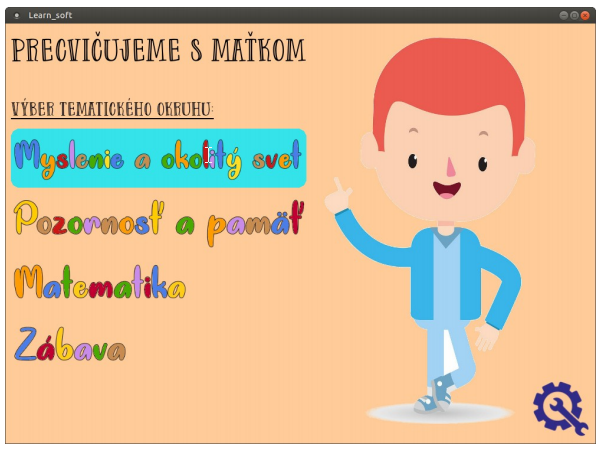 Learn_soft
PRECVIČUJEME S MAŤKOM
VÝBER TEMATICKÉHO OKRUHU:
Myslenie a okolitý svet
Pozornosť a pamäť
Matematika
Zábava